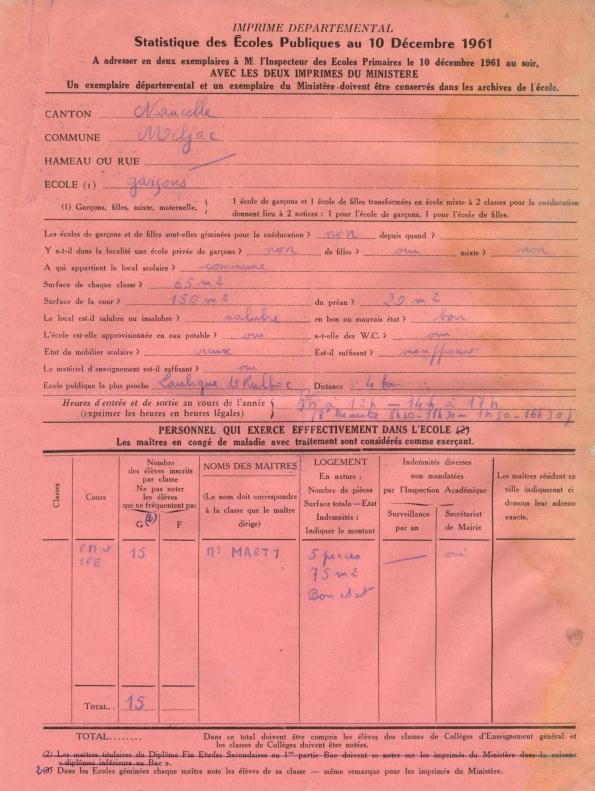 IMPRIME DEPARTEMENTAL
Statistique des Écoles Publiques au 10 Décembre 1961
A adresser en deux exemplaires à M. l'Inspecteur des Ecoles Primaires le 10 décembre 1961 au soir,
AVEC LES DEUX IMPRIMES DU MINISTERE
Un exemplaire départemental et un exemplaire du Ministère doivent être conservés dans les archives de l'école.
CANTON Naucelle
COMMUNE Meljac
HAMEAU OU RUE
ECOLE (1) garçons
(1) Garçons, filles, mixte, maternelle, } 1 école de garçons et 1 école de filles transformées en école mixte à 2 classes pour la coéducation
donnent lieu à 2 notices : 1 pour l'école de garçons, 1 pour l'école de filles.
Les écoles de garçons et de filles sont-elles géminées pour la coéducation ? non depuis quand ?
Y a-t-il dans la localité une école privée de garçons ? non de filles ? oui mixte ? non
A qui appartient le local scolaire ? commune
Surface de chaque classe ? 65 m2
Surface de la cour ? 150 m2 du préau ? 20 m2
Le local est-il salubre ou insalubre ? salubre en bon ou mauvais état ? bon
L'école est-elle approvisionnée en eau potable ? oui a-t-elle des W.C. ? oui
Etat du mobilier scolaire ? vieux Est-il suffisant ? insuffisant
Le matériel d'enseignement est-il suffisant ? oui
Ecole publique la plus proche de Rulhac Distance : 4 km
Heures d'entrée et de sortie au cours de l'année } 9h à 12h - 14h à 17h
(exprimer les heures en heures légales) 8h30 - 11h30 - 1h30 - 16h30)
PERSONNEL QUI EXERCE EFFFECTIVEMENT DANS L'ECOLE (2)
Les maîtres en congé de maladie avec traitement sont considérés comme exerçant.
Classes
Cours
Nombre des élèves inscrits par classe
Ne pas noter les élèves qui ne fréquentent pas
G (2) F
NOMS DES MAITRES
(Le nom doit correspondre à la classe que le maître dirige)
LOGEMENT
En nature :
Nombre de pièces
Surface totale — Etat
Indemnités :
Indiquer le montant
Indemnités diverses
non mandatées
par l'Inspection Académique
Surveillance par an
Secrétariat de Mairie
Les maîtres résidant en
ville indiqueront ci
dessous leur adresse
exacte.
15 Mr MARTY 5 pièces oui
75 m2
Bon état
TOTAL.. 15
TOTAL........ Dans ce total doivent être compris les élèves des classes de Collèges d'Enseignement général et
les classes de Collèges doivent être notées.
(2) Les maîtres titulaires du Diplôme Fin Etudes Secondaires ou 1re partie Bac doivent se noter sur les imprimés du Ministère dans la colonne
« diplômes inférieurs au Bac ».
Dans les Ecoles géminées chaque maître note les élèves de sa classe — même remarque pour les imprimés du Ministère.